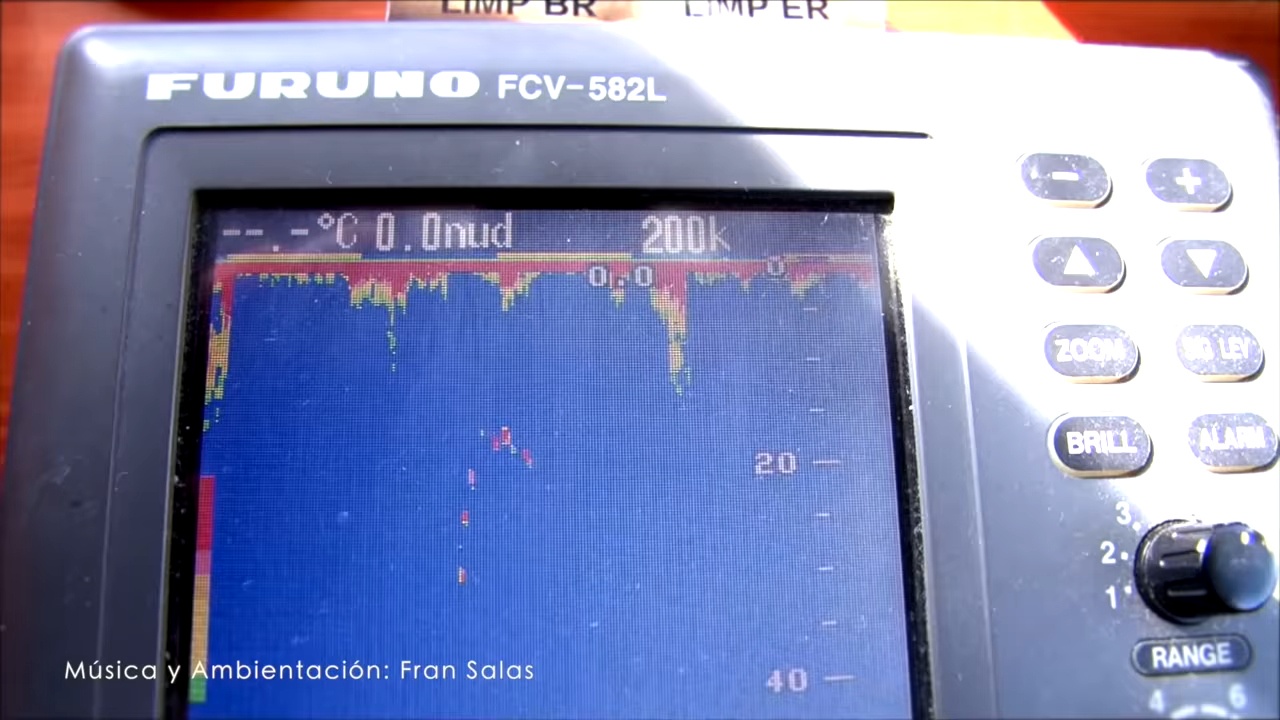 LIMP BR LIMP ER
FURUNO FCV-582L
--.-°C 0.0nud 200k
0.0 0
20
40
- +
ZOOM
BRILL ALARM
3
2
1
RANGE
4 6
Música y Ambientación: Fran Salas